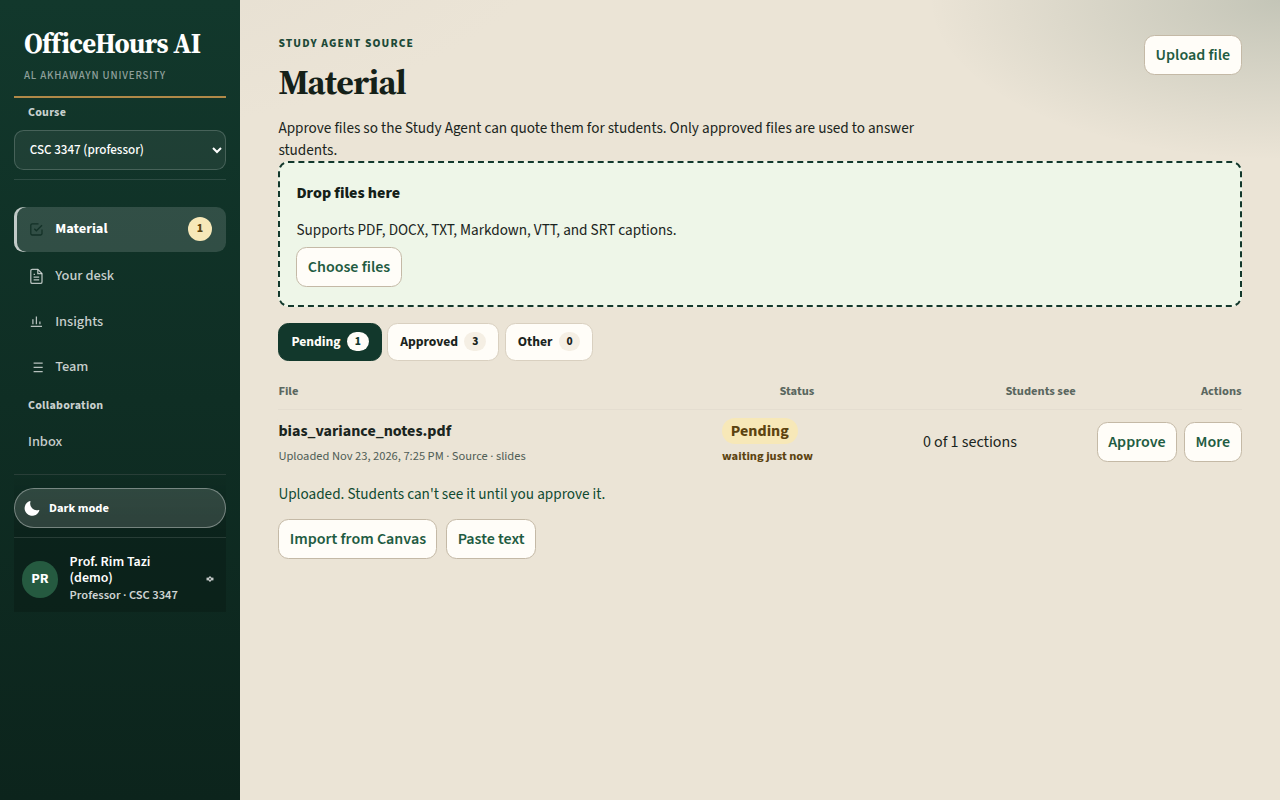 OfficeHours AI
AL AKHAWAYN UNIVERSITY
Course
CSC 3347 (professor)
Material 1
Your desk
Insights
Team
Collaboration
Inbox
Dark mode
PR
Prof. Rim Tazi
(demo)
Professor · CSC 3347
STUDY AGENT SOURCE
Upload file
Material
Approve files so the Study Agent can quote them for students. Only approved files are used to answer
students.
Drop files here
Supports PDF, DOCX, TXT, Markdown, VTT, and SRT captions.
Choose files
Pending 1 Approved 3 Other 0
File Status Students see Actions
bias_variance_notes.pdf Pending 0 of 1 sections Approve More
Uploaded Nov 23, 2026, 7:25 PM · Source · slides waiting just now
Uploaded. Students can't see it until you approve it.
Import from Canvas Paste text